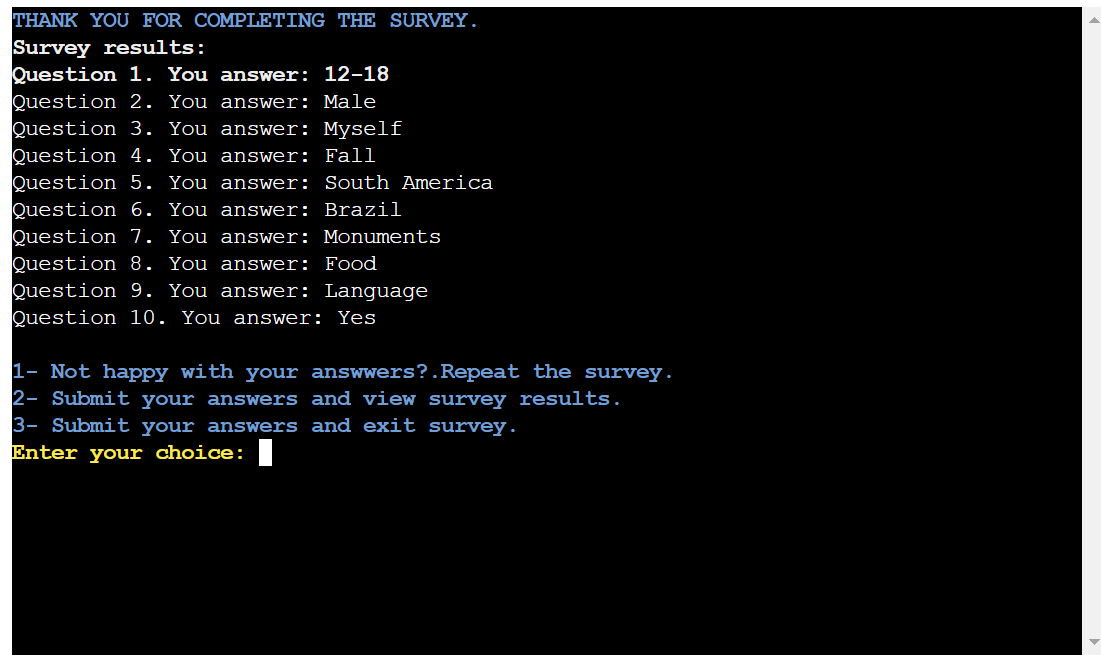 THANK YOU FOR COMPLETING THE SURVEY.
Survey results:
Question 1. You answer: 12-18
Question 2. You answer: Male
Question 3. You answer: Myself
Question 4. You answer: Fall
Question 5. You answer: South America
Question 6. You answer: Brazil
Question 7. You answer: Monuments
Question 8. You answer: Food
Question 9. You answer: Language
Question 10. You answer: Yes
1- Not happy with your answwers?.Repeat the survey.
2- Submit your answers and view survey results.
3- Submit your answers and exit survey.
Enter your choice: